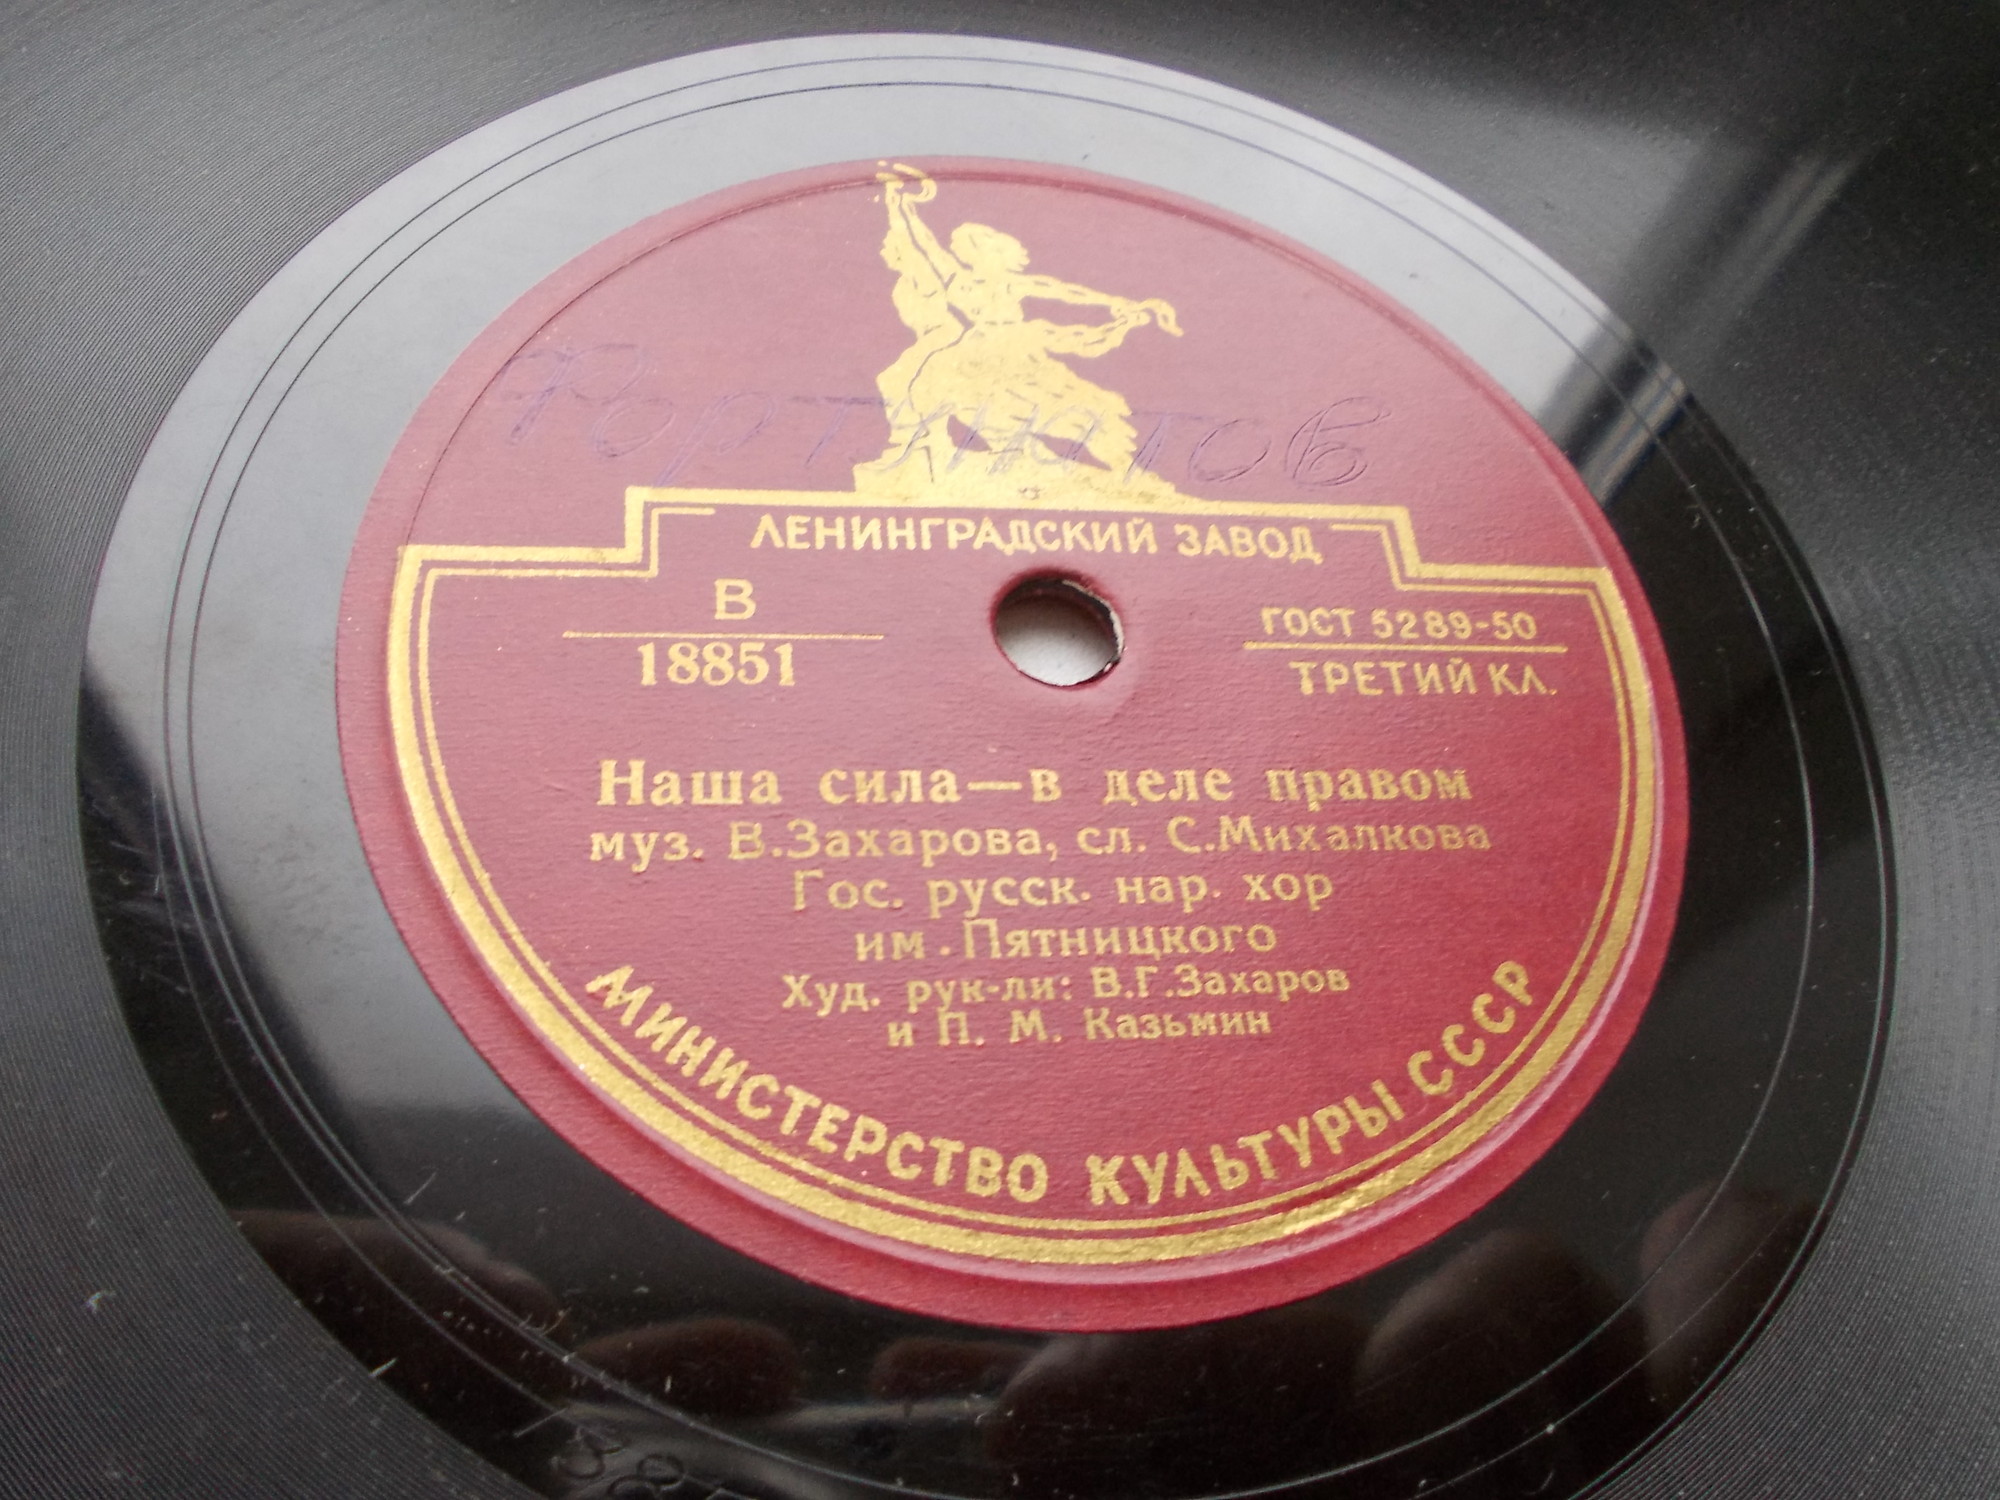 Фортунатов
ЛЕНИНГРАДСКИЙ ЗАВОД
В
18851
ГОСТ 5289-50
ТРЕТИЙ КЛ.
Наша сила—в деле правом
муз. В.Захарова, сл. С.Михалкова
Гос. русск. нар. хор
им. Пятницкого
Худ. рук-ли: В.Г.Захаров
и П. М. Казьмин
МИНИСТЕРСТВО КУЛЬТУРЫ СССР